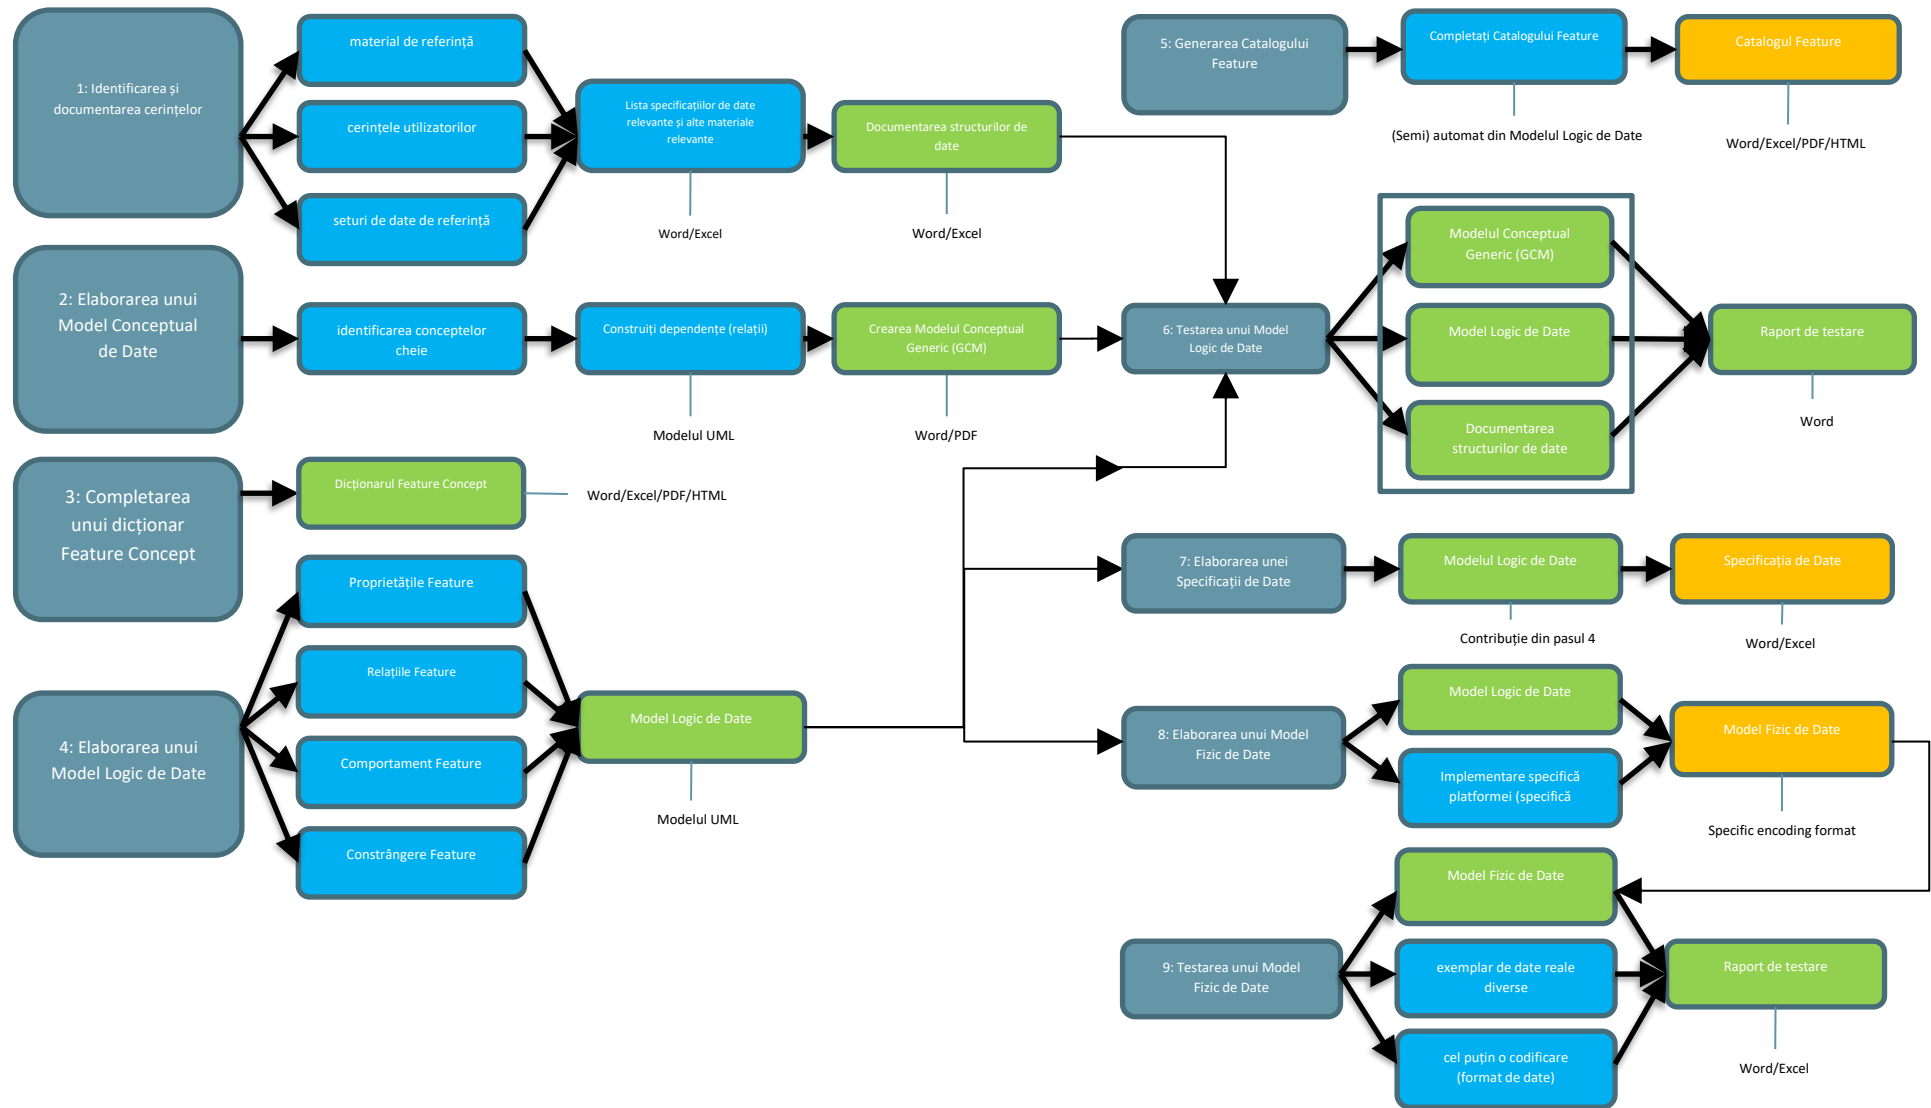 1: Identificarea și
documentarea cerințelor
material de referință
cerințele utilizatorilor
seturi de date de referință
Lista specificațiilor de date
relevante și alte materiale
relevante
Word/Excel
Documentarea structurilor de
date
Word/Excel
2: Elaborarea unui
Model Conceptual
de Date
identificarea conceptelor
cheie
Construiți dependențe (relații)
Modelul UML
Crearea Modelul Conceptual
Generic (GCM)
Word/PDF
3: Completarea
unui dicționar
Feature Concept
Dicționarul Feature Concept
Word/Excel/PDF/HTML
4: Elaborarea unui
Model Logic de Date
Proprietățile Feature
Relațiile Feature
Comportament Feature
Constrângere Feature
Model Logic de Date
Modelul UML
5: Generarea Catalogului
Feature
Completați Catalogului Feature
(Semi) automat din Modelul Logic de Date
Catalogul Feature
Word/Excel/PDF/HTML
6: Testarea unui Model
Logic de Date
Modelul Conceptual
Generic (GCM)
Model Logic de Date
Documentarea
structurilor de date
Raport de testare
Word
7: Elaborarea unei
Specificații de Date
Modelul Logic de Date
Contribuție din pasul 4
Specificația de Date
Word/Excel
8: Elaborarea unui Model
Fizic de Date
Model Logic de Date
Implementare specifică
platformei (specifică
Model Fizic de Date
Specific encoding format
9: Testarea unui Model
Fizic de Date
Model Fizic de Date
exemplar de date reale
diverse
cel puțin o codificare
(format de date)
Raport de testare
Word/Excel